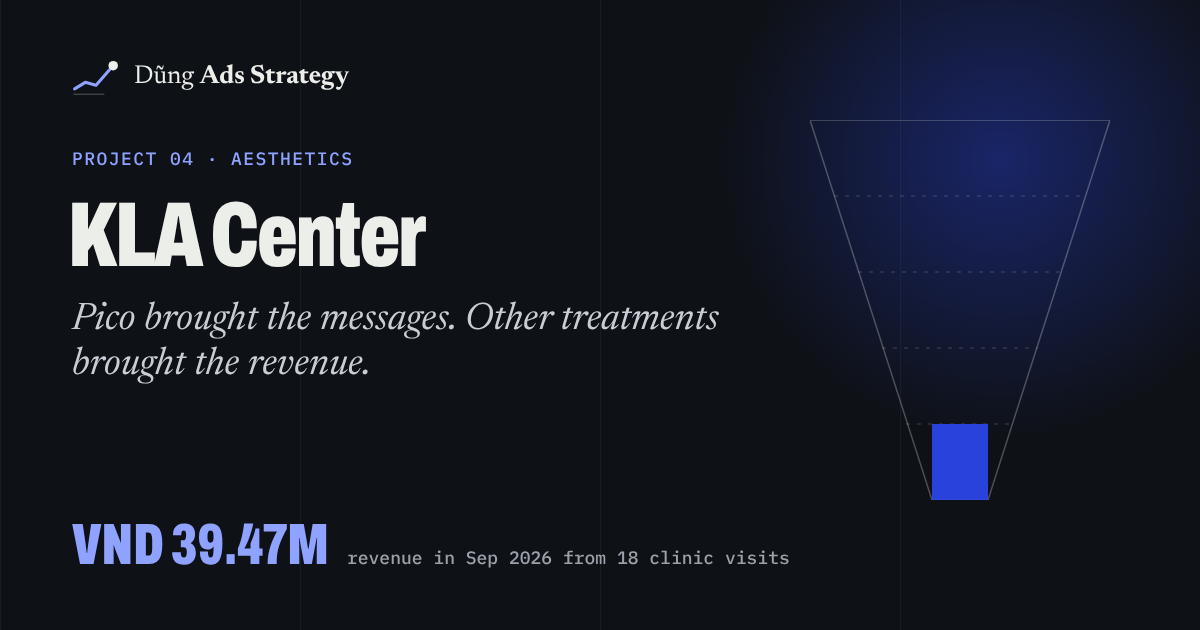 Dũng Ads Strategy
PROJECT 04 · AESTHETICS
KLA Center
Pico brought the messages. Other treatments
brought the revenue.
VND 39.47M revenue in Sep 2026 from 18 clinic visits